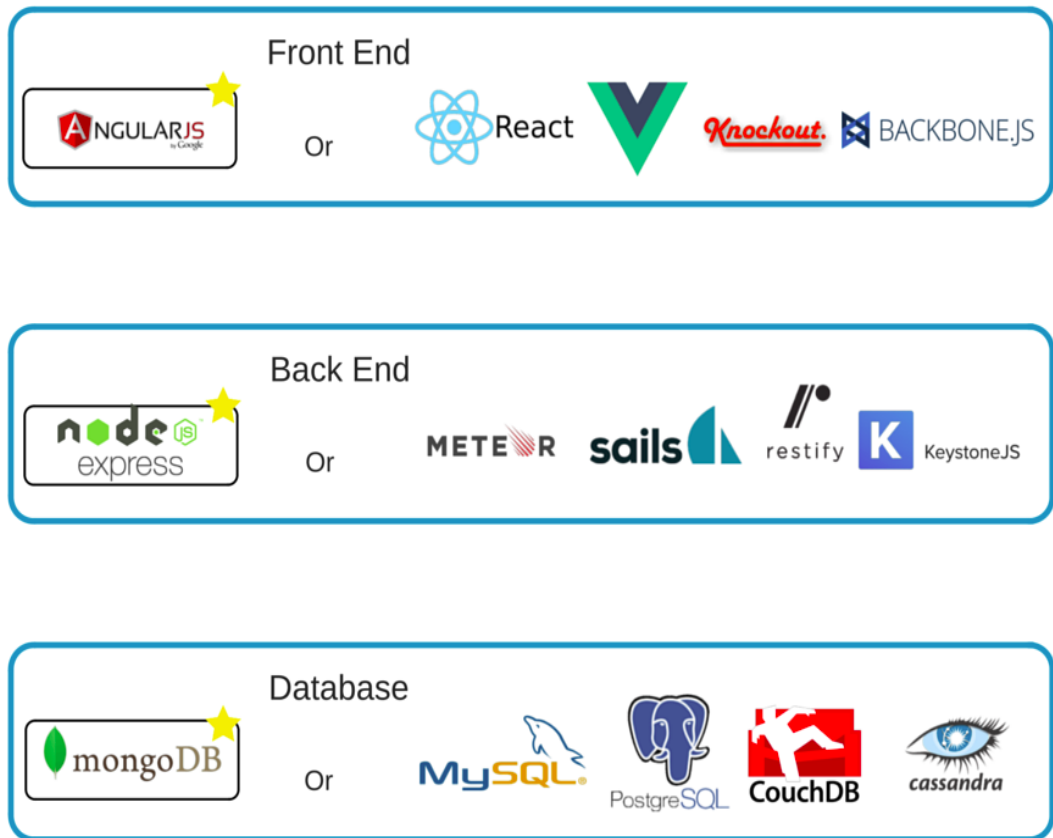 Front End
ANGULARJS
by Google
Or
React
Knockout.
BACKBONE.JS
Back End
node JS™
express
Or
METEOR
sails
restify
K
KeystoneJS
Database
mongoDB
Or
MySQL®
PostgreSQL
CouchDB
cassandra